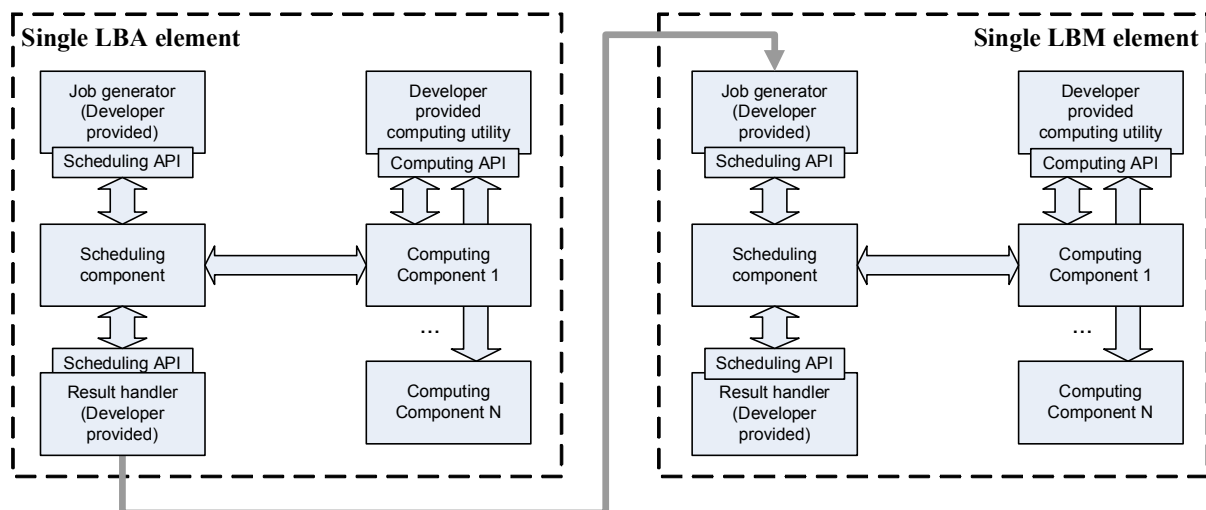 Single LBA element
Job generator
(Developer
provided)
Scheduling API
Scheduling
component
Scheduling API
Result handler
(Developer
provided)
Developer
provided
computing utility
Computing API
Computing
Component 1
...
Computing
Component N
Single LBM element
Job generator
(Developer
provided)
Scheduling API
Scheduling
component
Scheduling API
Result handler
(Developer
provided)
Developer
provided
computing utility
Computing API
Computing
Component 1
...
Computing
Component N